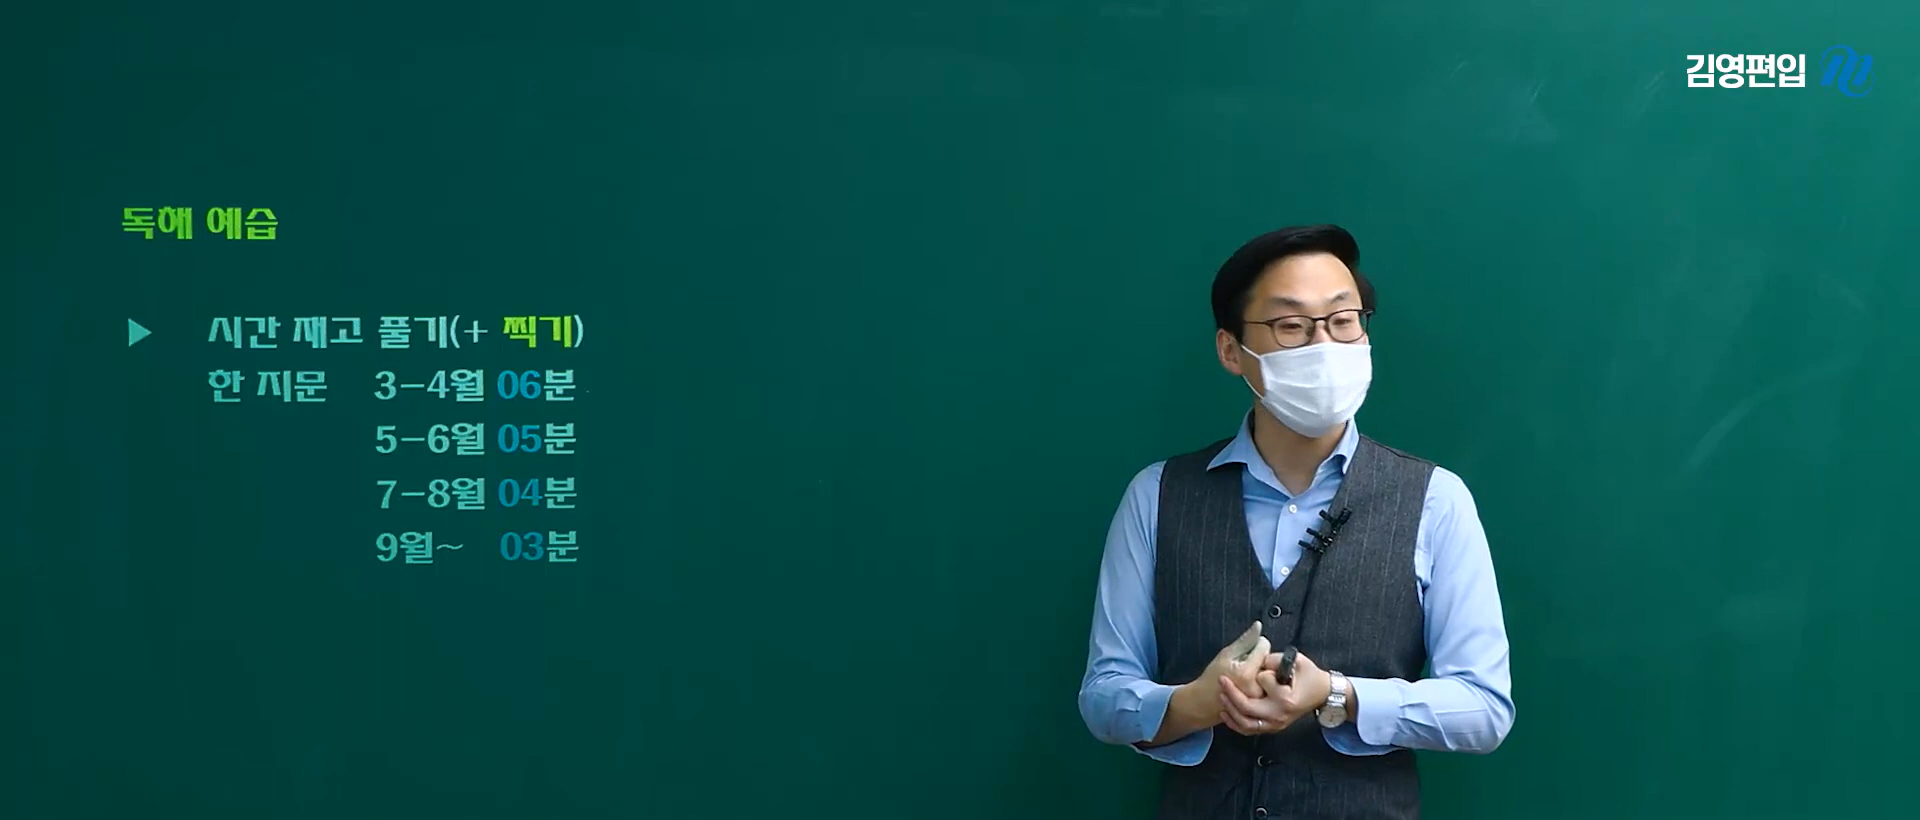 김영편입
독해 예습
▶ 시간 재고 풀기(+ 찍기)
한 지문 3-4월 06분
5-6월 05분
7-8월 04분
9월~ 03분